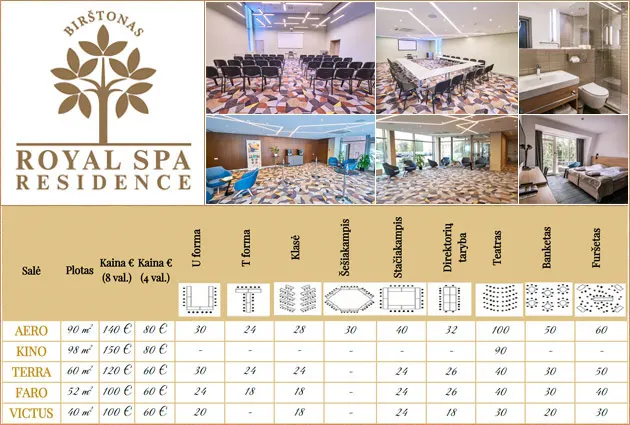 BIRŠTONAS
ROYAL SPA
RESIDENCE
Salė Plotas Kaina € (8 val.) Kaina € (4 val.) U forma T forma Klasė Šešiakampis Stačiakampis Direktorių taryba Teatras Banketas Furšetas
AERO 90 m² 140 € 80 € 30 24 28 30 40 32 100 50 60
KINO 98 m² 150 € 80 € - - - - - - 90 - -
TERRA 60 m² 120 € 60 € 30 24 24 - 24 26 40 30 50
FARO 52 m² 100 € 60 € 24 18 18 - 24 26 40 30 40
VICTUS 40 m² 100 € 60 € 20 - 18 - 24 18 30 20 30